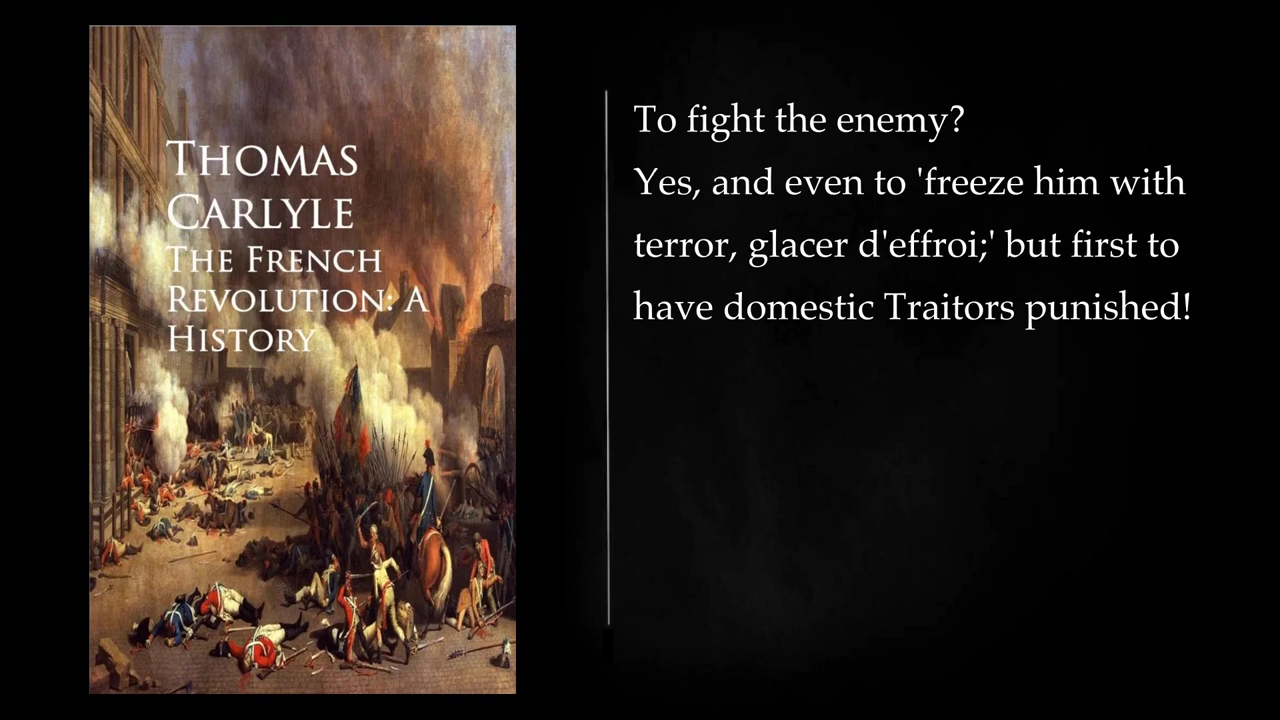 THOMAS
CARLYLE
THE FRENCH
REVOLUTION: A
HISTORY
To fight the enemy?
Yes, and even to 'freeze him with
terror, glacer d'effroi;' but first to
have domestic Traitors punished!